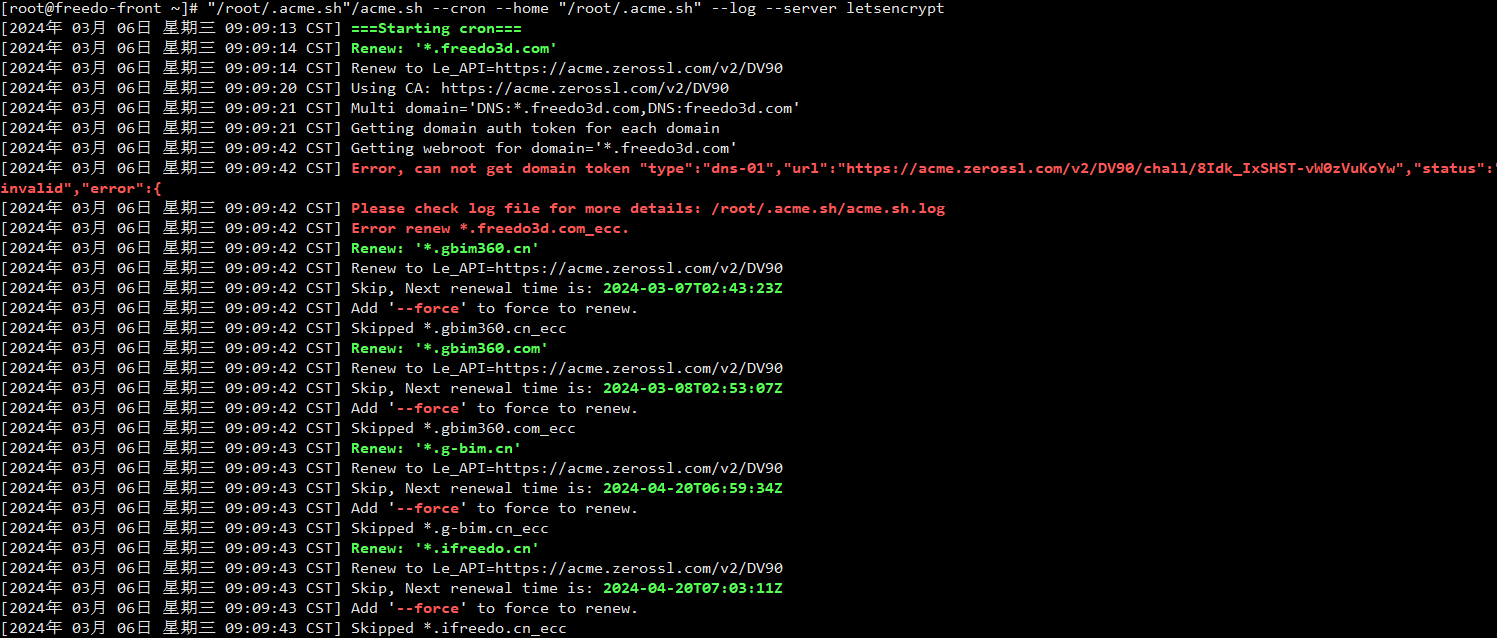 [root@freedo-front ~]# "/root/.acme.sh"/acme.sh --cron --home "/root/.acme.sh" --log --server letsencrypt
[2024年 03月 06日 星期三 09:09:13 CST] ===Starting cron===
[2024年 03月 06日 星期三 09:09:14 CST] Renew: '*.freedo3d.com'
[2024年 03月 06日 星期三 09:09:14 CST] Renew to Le_API=https://acme.zerossl.com/v2/DV90
[2024年 03月 06日 星期三 09:09:20 CST] Using CA: https://acme.zerossl.com/v2/DV90
[2024年 03月 06日 星期三 09:09:21 CST] Multi domain='DNS:*.freedo3d.com,DNS:freedo3d.com'
[2024年 03月 06日 星期三 09:09:21 CST] Getting domain auth token for each domain
[2024年 03月 06日 星期三 09:09:42 CST] Getting webroot for domain='*.freedo3d.com'
[2024年 03月 06日 星期三 09:09:42 CST] Error, can not get domain token "type":"dns-01","url":"https://acme.zerossl.com/v2/DV90/chall/8Idk_IxSHST-vW0zVuKoYw","status":"
invalid","error":{
[2024年 03月 06日 星期三 09:09:42 CST] Please check log file for more details: /root/.acme.sh/acme.sh.log
[2024年 03月 06日 星期三 09:09:42 CST] Error renew *.freedo3d.com_ecc.
[2024年 03月 06日 星期三 09:09:42 CST] Renew: '*.gbim360.cn'
[2024年 03月 06日 星期三 09:09:42 CST] Renew to Le_API=https://acme.zerossl.com/v2/DV90
[2024年 03月 06日 星期三 09:09:42 CST] Skip, Next renewal time is: 2024-03-07T02:43:23Z
[2024年 03月 06日 星期三 09:09:42 CST] Add '--force' to force to renew.
[2024年 03月 06日 星期三 09:09:42 CST] Skipped *.gbim360.cn_ecc
[2024年 03月 06日 星期三 09:09:42 CST] Renew: '*.gbim360.com'
[2024年 03月 06日 星期三 09:09:42 CST] Renew to Le_API=https://acme.zerossl.com/v2/DV90
[2024年 03月 06日 星期三 09:09:42 CST] Skip, Next renewal time is: 2024-03-08T02:53:07Z
[2024年 03月 06日 星期三 09:09:42 CST] Add '--force' to force to renew.
[2024年 03月 06日 星期三 09:09:42 CST] Skipped *.gbim360.com_ecc
[2024年 03月 06日 星期三 09:09:43 CST] Renew: '*.g-bim.cn'
[2024年 03月 06日 星期三 09:09:43 CST] Renew to Le_API=https://acme.zerossl.com/v2/DV90
[2024年 03月 06日 星期三 09:09:43 CST] Skip, Next renewal time is: 2024-04-20T06:59:34Z
[2024年 03月 06日 星期三 09:09:43 CST] Add '--force' to force to renew.
[2024年 03月 06日 星期三 09:09:43 CST] Skipped *.g-bim.cn_ecc
[2024年 03月 06日 星期三 09:09:43 CST] Renew: '*.ifreedo.cn'
[2024年 03月 06日 星期三 09:09:43 CST] Renew to Le_API=https://acme.zerossl.com/v2/DV90
[2024年 03月 06日 星期三 09:09:43 CST] Skip, Next renewal time is: 2024-04-20T07:03:11Z
[2024年 03月 06日 星期三 09:09:43 CST] Add '--force' to force to renew.
[2024年 03月 06日 星期三 09:09:43 CST] Skipped *.ifreedo.cn_ecc